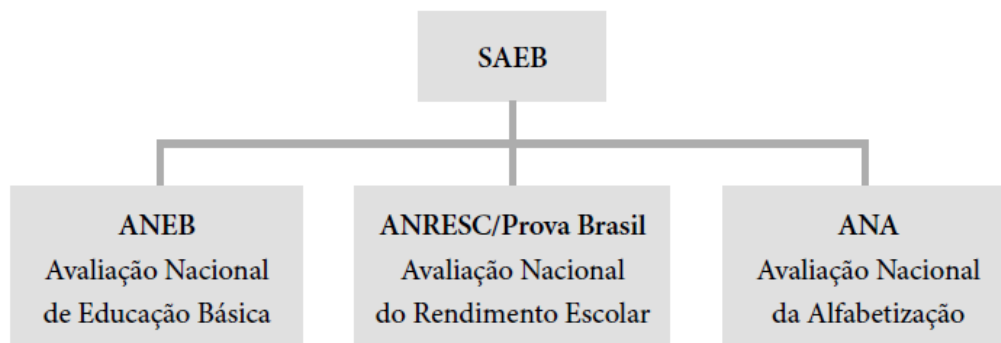 SAEB
ANEB
Avaliação Nacional
de Educação Básica
ANRESC/Prova Brasil
Avaliação Nacional
do Rendimento Escolar
ANA
Avaliação Nacional
da Alfabetização